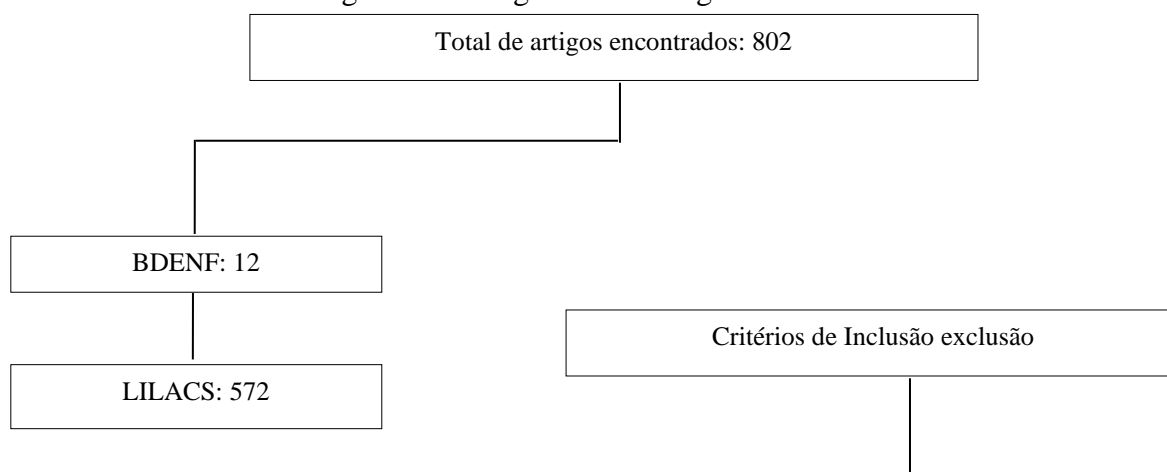 Total de artigos encontrados: 802
BDENF: 12
Critérios de Inclusão exclusão
LILACS: 572